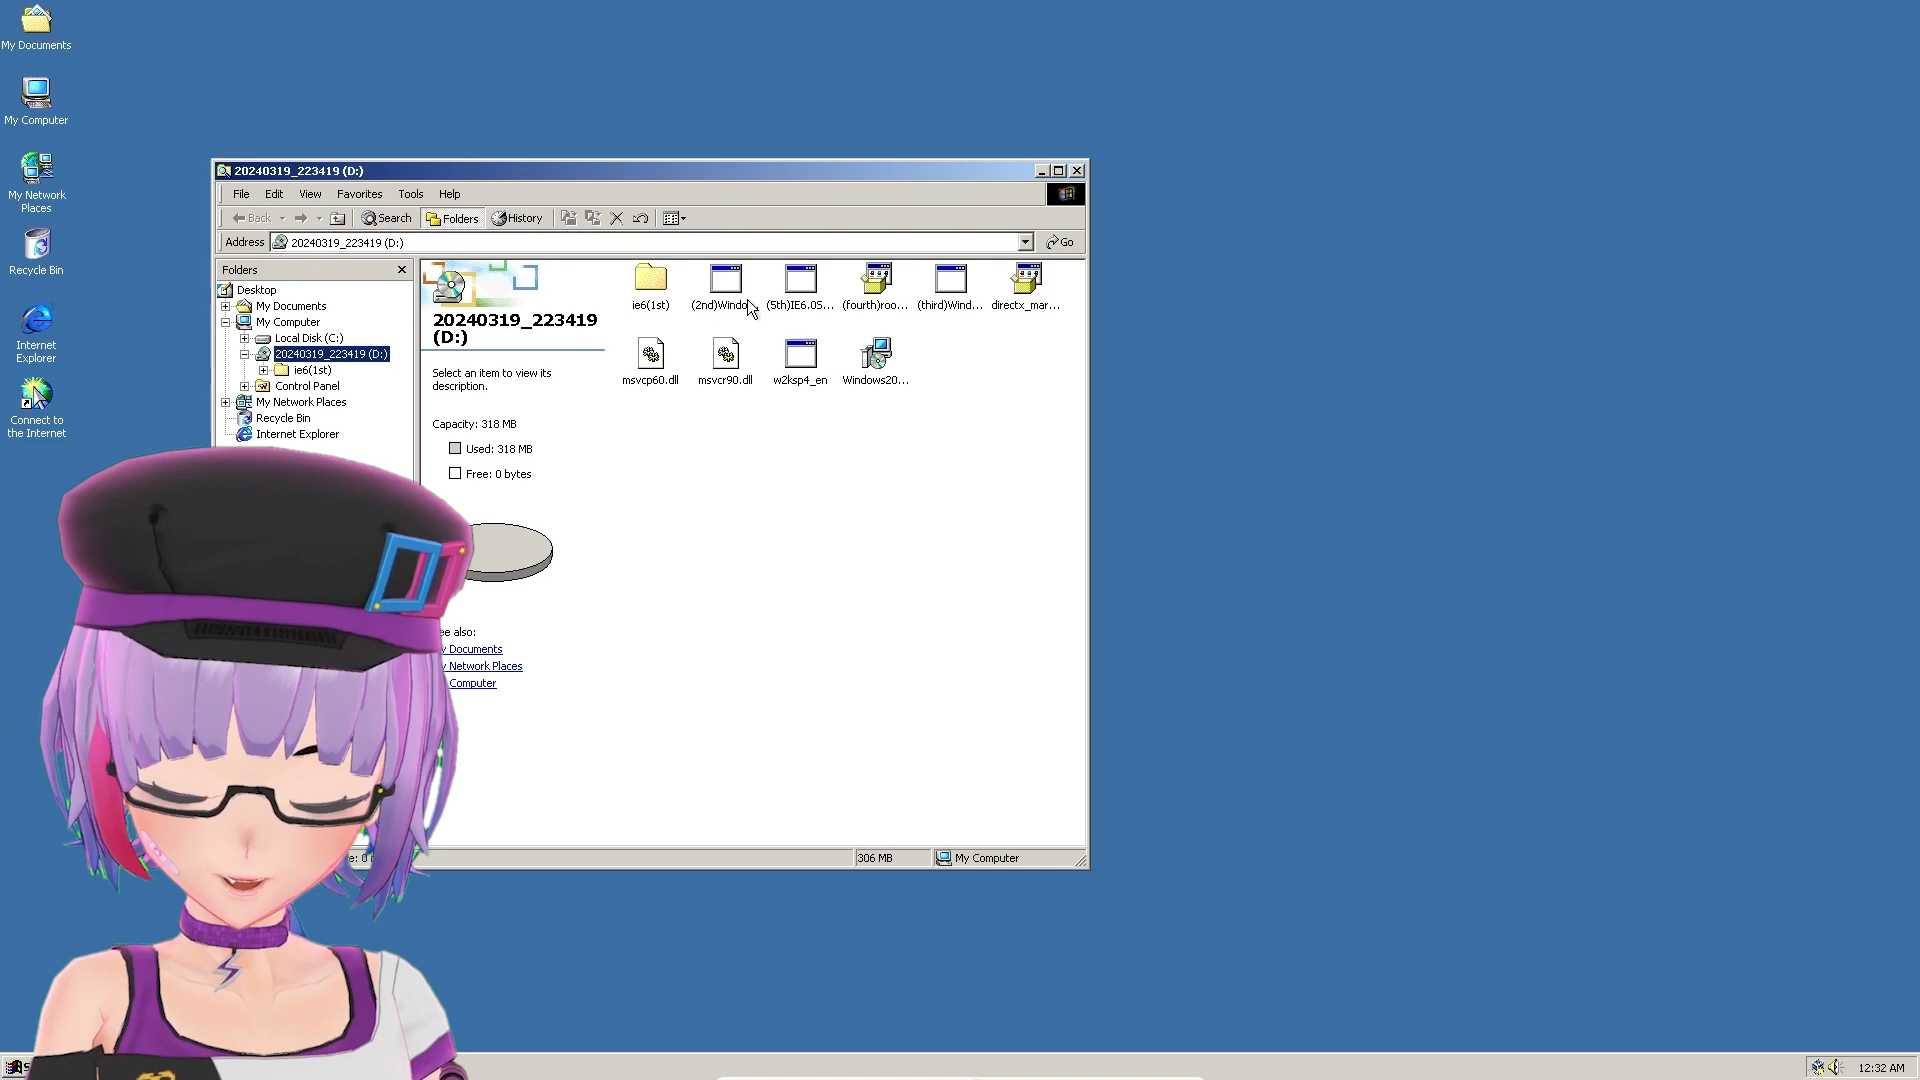 My Documents
My Computer
My Network
Places
Recycle Bin
Internet
Explorer
Connect to
the Internet
20240319_223419 (D:)
File Edit View Favorites Tools Help
Back Search Folders History
Address 20240319_223419 (D:) Go
Folders
Desktop
My Documents
My Computer
Local Disk (C:)
20240319_223419 (D:)
ie6(1st)
Control Panel
My Network Places
Recycle Bin
Internet Explorer
20240319_223419
(D:)
Select an item to view its
description.
Capacity: 318 MB
Used: 318 MB
Free: 0 bytes
also:
Documents
Network Places
Computer
ie6(1st) (2nd)Windo (5th)IE6.0S... (fourth)roo... (third)Wind... directx_mar...
msvcp60.dll msvcr90.dll w2ksp4_en Windows20...
306 MB My Computer
12:32 AM